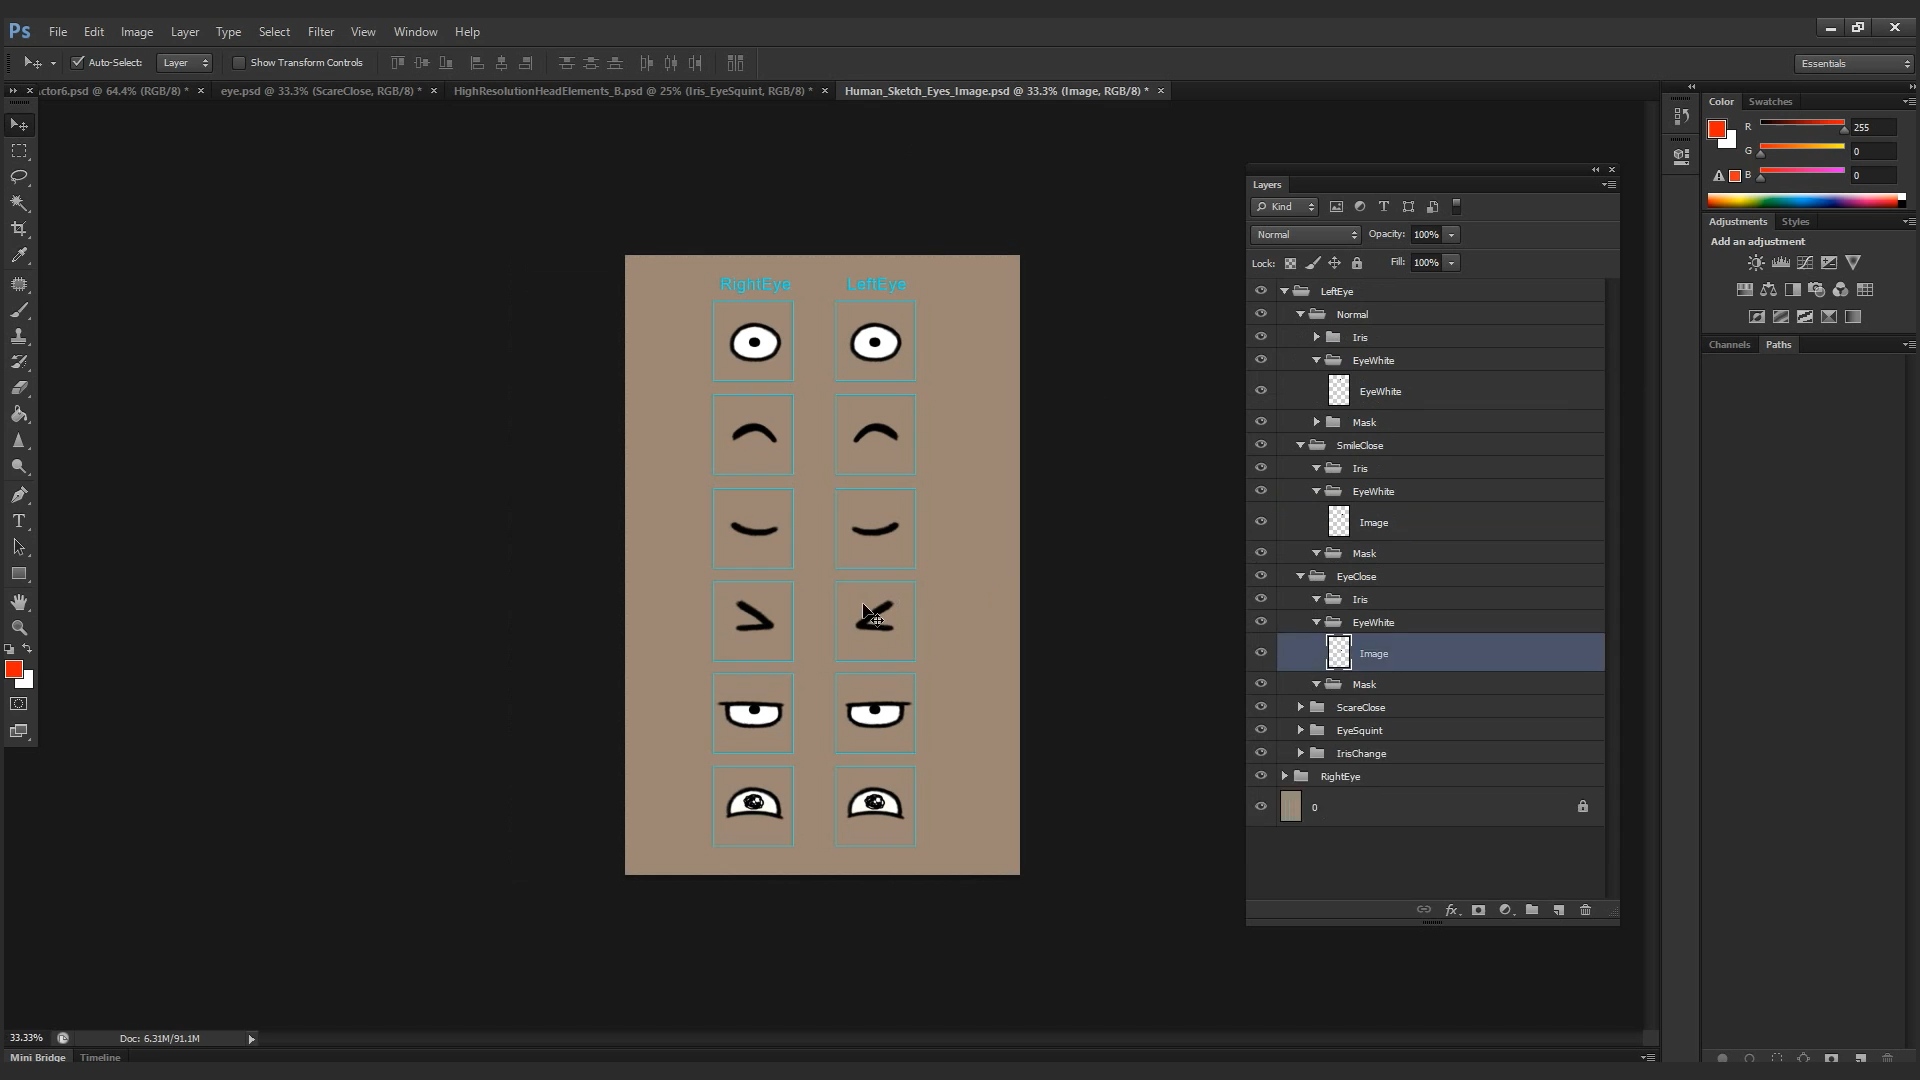 Ps File Edit Image Layer Type Select Filter View Window Help
Auto-Select: Layer Show Transform Controls Essentials
ctor6.psd @ 64.4% (RGB/8) * eye.psd @ 33.3% (ScareClose, RGB/8) * HighResolutionHeadElements_B.psd @ 25% (Iris_EyeSquint, RGB/8) * Human_Sketch_Eyes_Image.psd @ 33.3% (Image, RGB/8) *
Color Swatches
R 255
G 0
B 0
Adjustments Styles
Add an adjustment
Channels Paths
Layers
Kind
Normal Opacity: 100%
Lock: Fill: 100%
LeftEye
Normal
Iris
EyeWhite
EyeWhite
Mask
SmileClose
Iris
EyeWhite
Image
Mask
EyeClose
Iris
EyeWhite
Image
Mask
ScareClose
EyeSquint
IrisChange
RightEye
0
fx
RightEye LeftEye
33.33% Doc: 6.31M/91.1M
Mini Bridge Timeline